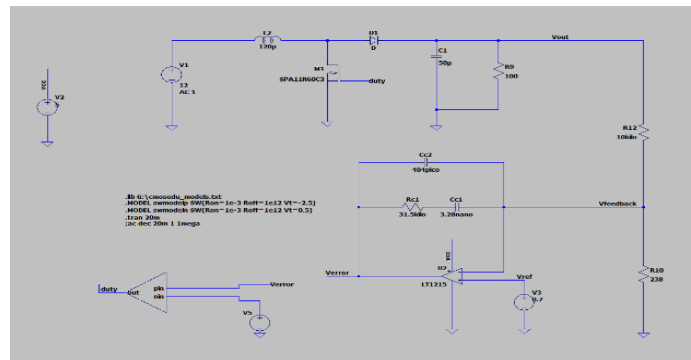 L2
120µ
D1
D
Vout
V1
12
AC 1
M1
SPA11N60C3
duty
C1
50µ
R9
100
V2
R12
10kilo
Cc2
101pico
Rc1
31.5kilo
Cc1
3.28nano
Vfeedback
.lib G:\cmosedu_models.txt
.MODEL swmodelp SW(Ron=1e-3 Roff=1e12 Vt=-2.5)
.MODEL swmodeln SW(Ron=1e-3 Roff=1e12 Vt=0.5)
.tran 20m
;ac dec 20m 1 1mega
Verror
U2
LT1215
Vref
V3
0.7
R10
238
duty
out
pin
nin
Verror
V5